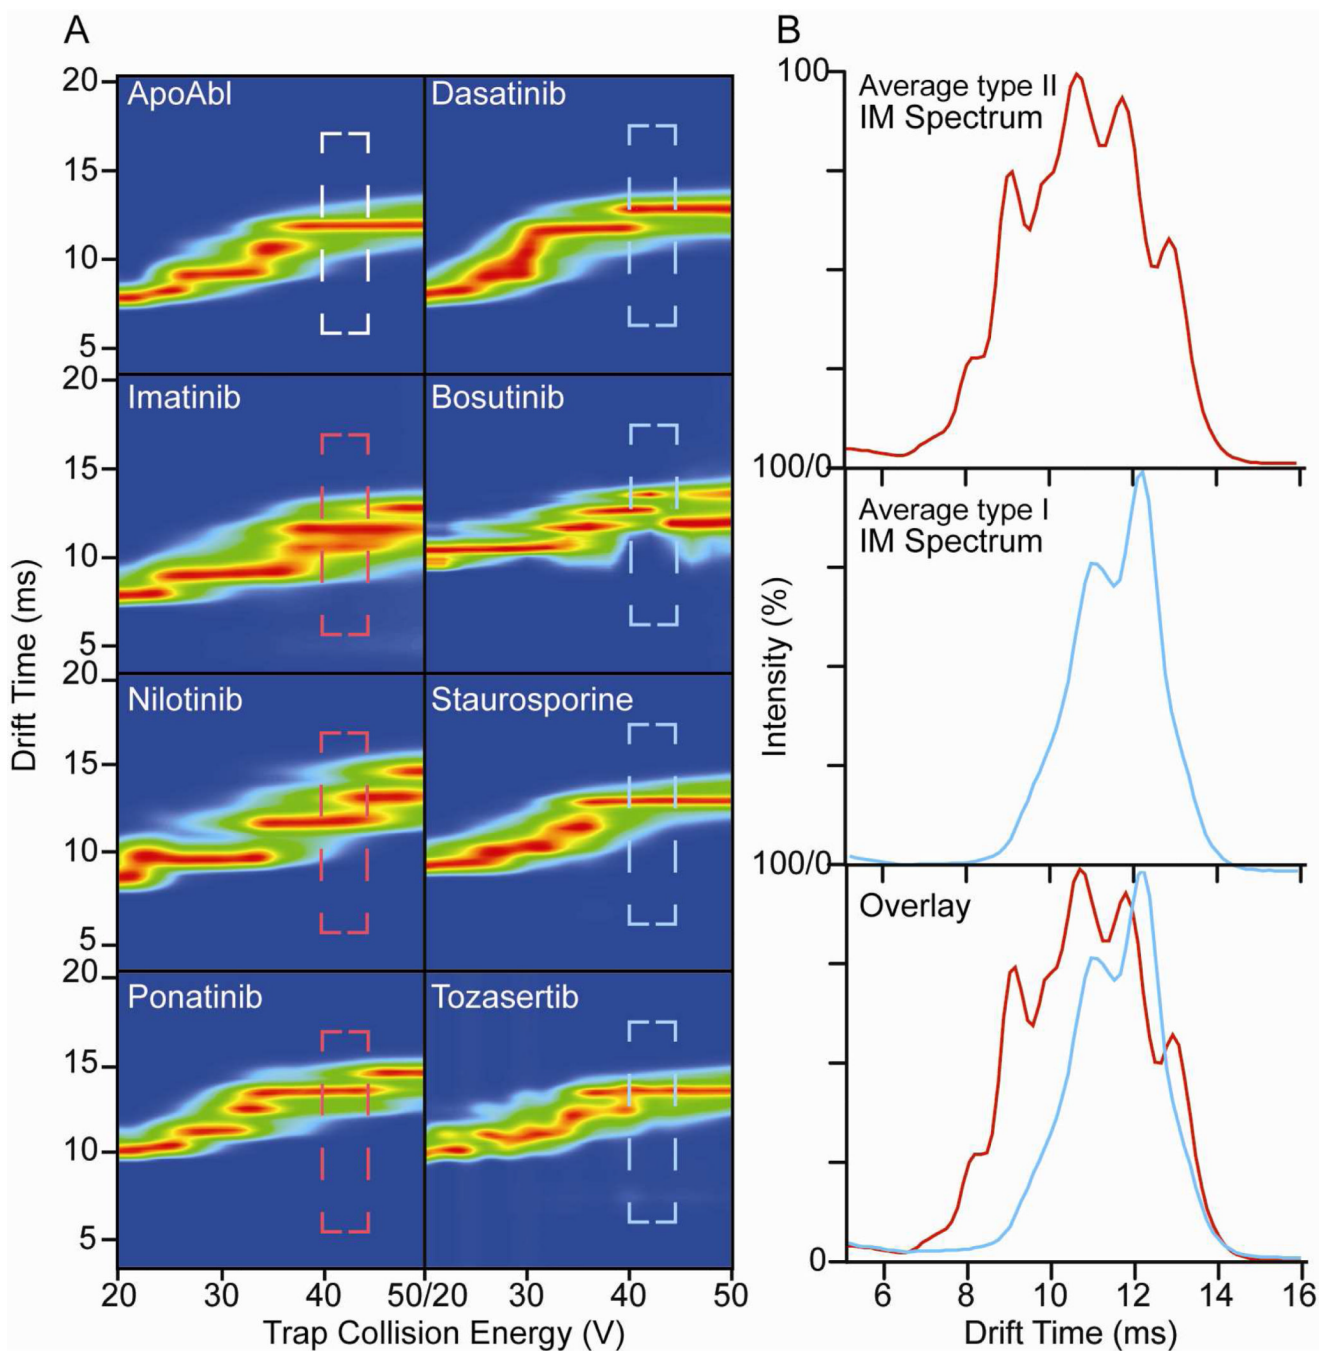 A
B
ApoAbl
Dasatinib
20
15
10
5
Imatinib
Bosutinib
20
15
10
5
Nilotinib
Staurosporine
20
15
10
5
Ponatinib
Tozasertib
20
15
10
5
Drift Time (ms)
20 30 40 50/20 30 40 50
Trap Collision Energy (V)
100
Average type II
IM Spectrum
100/0
Average type I
IM Spectrum
Intensity (%)
100/0
Overlay
0
6 8 10 12 14 16
Drift Time (ms)